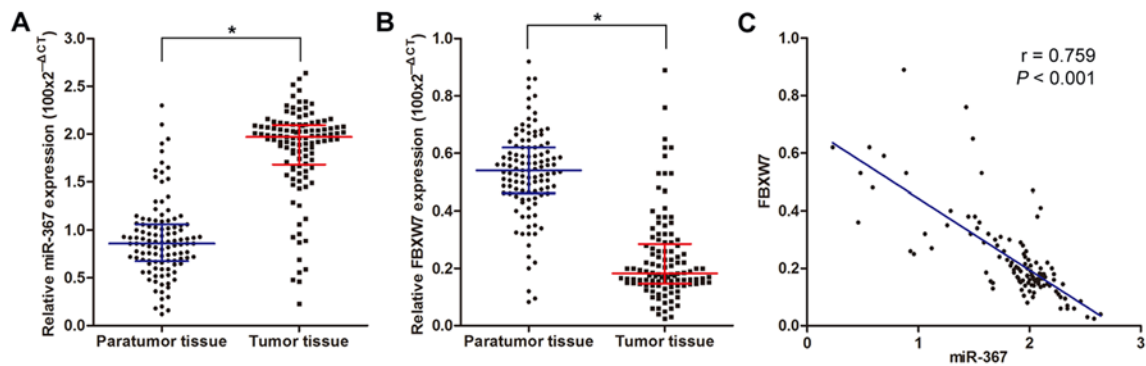 A
Relative miR-367 expression (100x2^−ΔCT)
3.0
2.5
2.0
1.5
1.0
0.5
0.0
*
Paratumor tissue
Tumor tissue
B
Relative FBXW7 expression (100x2^−ΔCT)
1.0
0.8
0.6
0.4
0.2
0.0
*
Paratumor tissue
Tumor tissue
C
FBXW7
1.0
0.8
0.6
0.4
0.2
0.0
r = 0.759
P < 0.001
0 1 2 3
miR-367